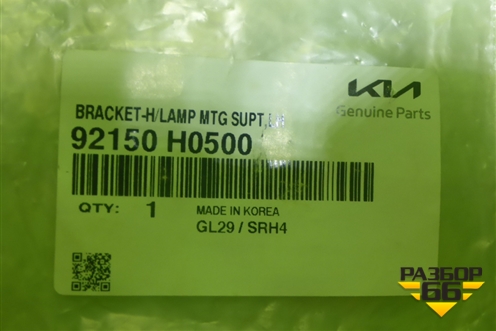 KIA
Genuine Parts
BRACKET-H/LAMP MTG SUPT,
92150 H0500
QTY: 1
MADE IN KOREA
GL29 / SRH4
РАЗБОР
66